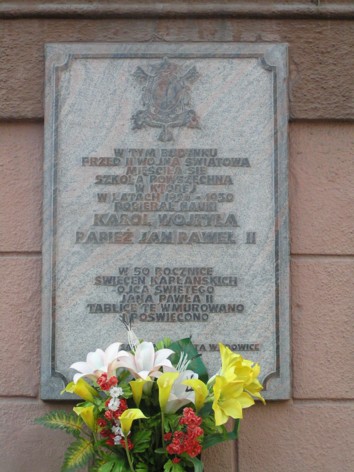 W TYM BUDYNKU
PRZED II WOJNĄ ŚWIATOWĄ
MIEŚCIŁA SIĘ
SZKOŁA POWSZECHNA
W KTÓREJ
W LATACH 1926 - 1930
POBIERAŁ NAUKI
KAROL WOJTYŁA
PAPIEŻ JAN PAWEŁ II
W 50 ROCZNICĘ
ŚWIĘCEŃ KAPŁAŃSKICH
OJCA ŚWIĘTEGO
JANA PAWŁA II
TABLICĘ TĘ WMUROWANO
I POŚWIĘCONO
WADOWICE